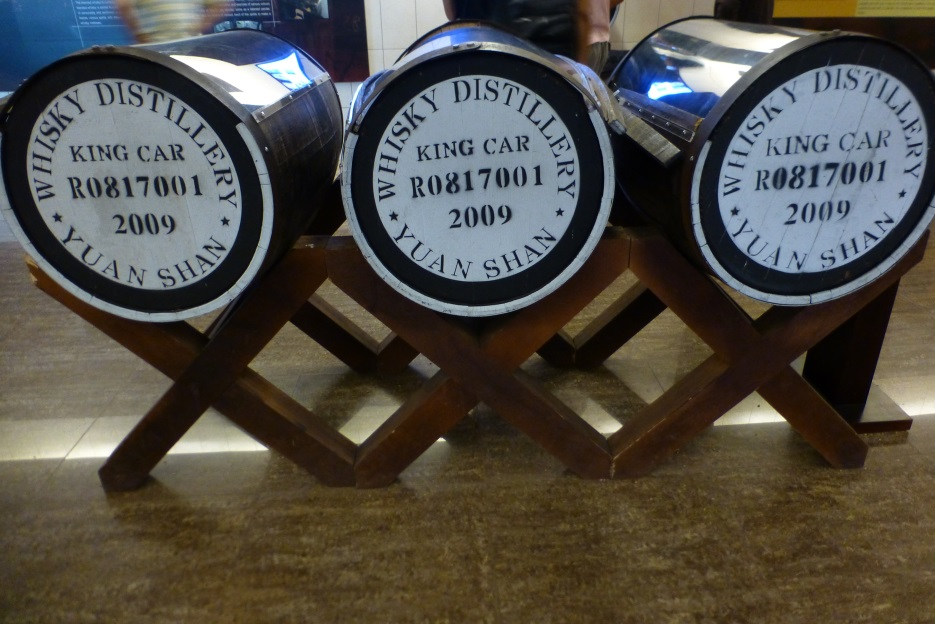 WHISKY DISTILLERY
KING CAR
R0817001
2009
★ YUAN SHAN ★
WHISKY DISTILLERY
KING CAR
R0817001
2009
★ YUAN SHAN ★
WHISKY DISTILLERY
KING CAR
R0817001
2009
★ YUAN SHAN ★